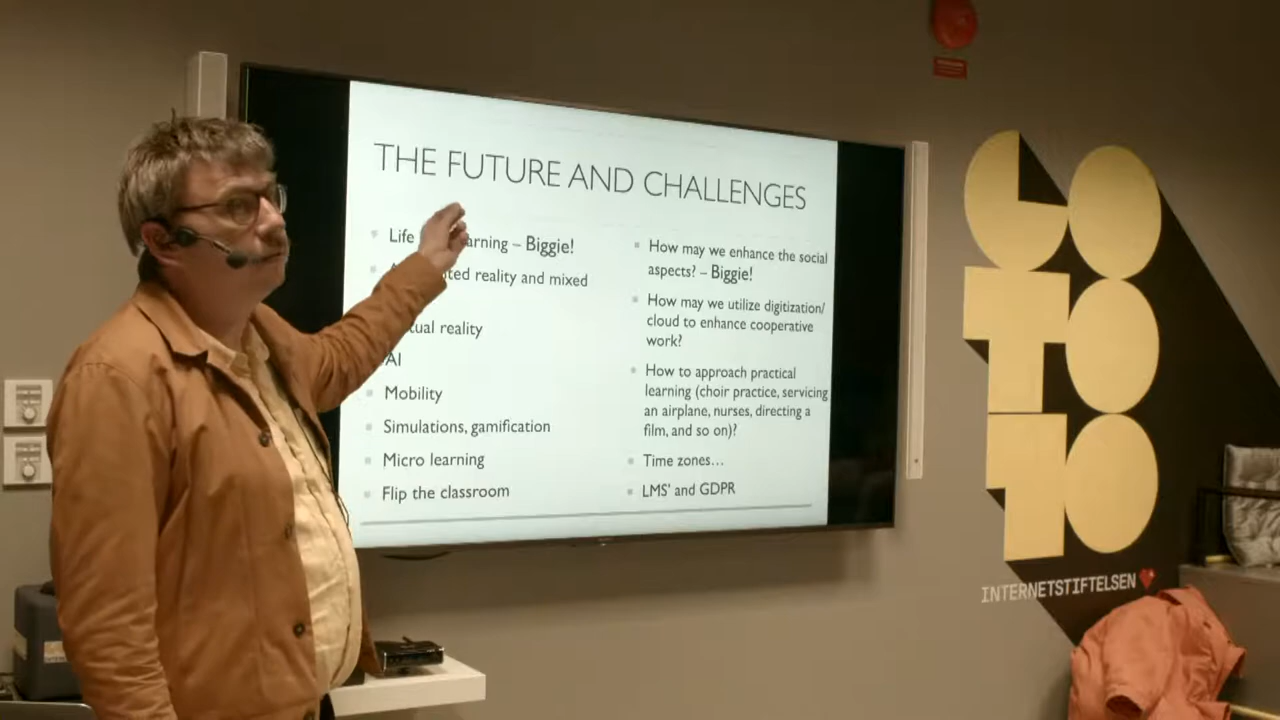 THE FUTURE AND CHALLENGES
Life arning – Biggie!
ted reality and mixed
tual reality
AI
Mobility
Simulations, gamification
Micro learning
Flip the classroom
How may we enhance the social
aspects? – Biggie!
How may we utilize digitization/
cloud to enhance cooperative
work?
How to approach practical
learning (choir practice, servicing
an airplane, nurses, directing a
film, and so on)?
Time zones…
LMS' and GDPR
INTERNETSTIFTELSEN